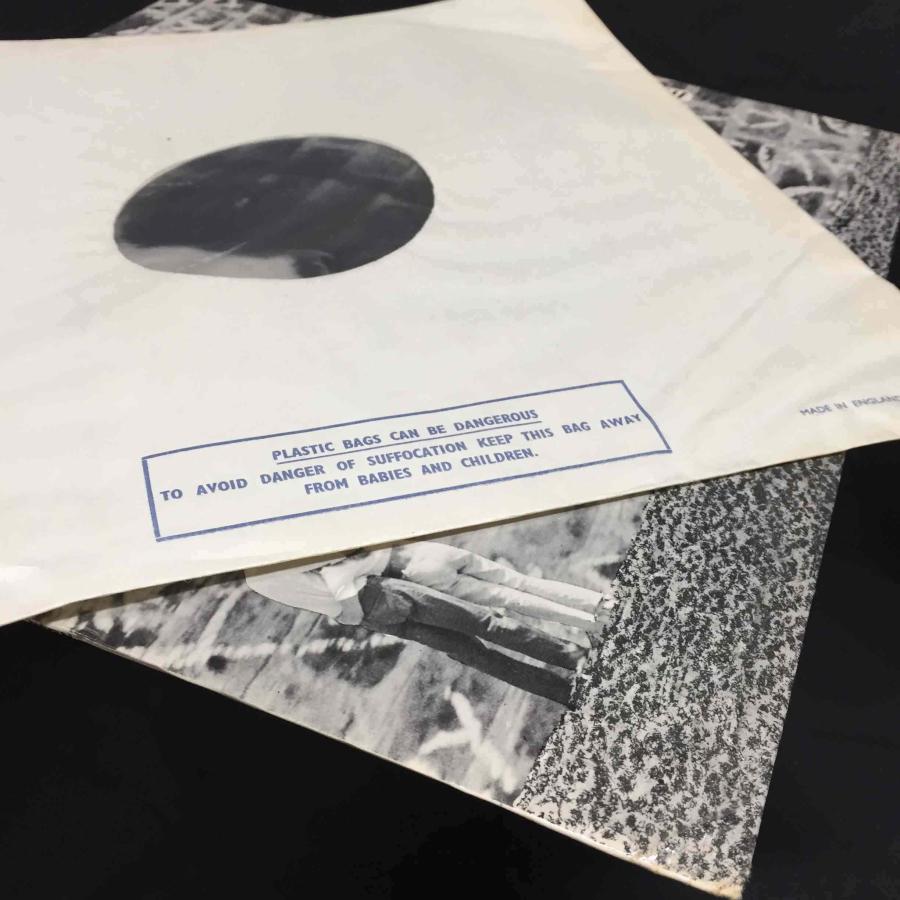 PLASTIC BAGS CAN BE DANGEROUS
TO AVOID DANGER OF SUFFOCATION KEEP THIS BAG AWAY
FROM BABIES AND CHILDREN.
MADE IN ENGLAND